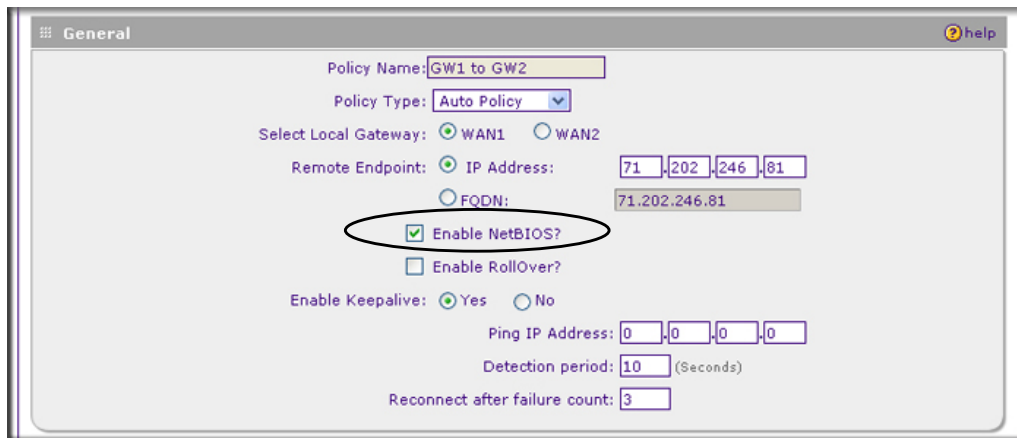 General help
Policy Name: GW1 to GW2
Policy Type: Auto Policy
Select Local Gateway: WAN1 WAN2
Remote Endpoint: IP Address: 71 .202 .246 .81
FQDN: 71.202.246.81
Enable NetBIOS?
Enable RollOver?
Enable Keepalive: Yes No
Ping IP Address: 0 .0 .0 .0
Detection period: 10 (Seconds)
Reconnect after failure count: 3